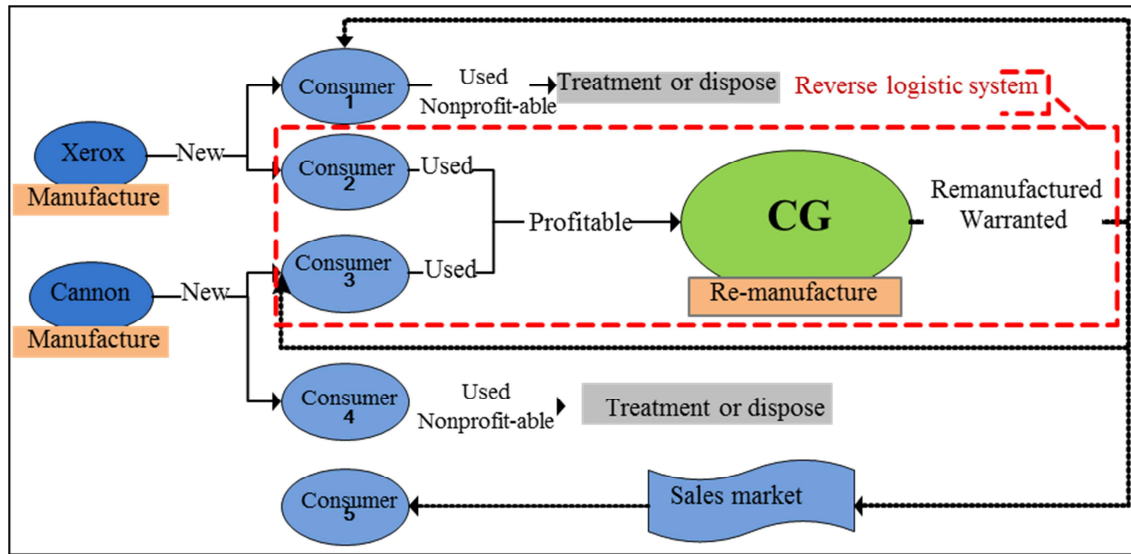 Consumer
1
Used
Nonprofit-able
Treatment or dispose
Reverse logistic system
Xerox
Manufacture
New
Consumer
2
Used
Profitable
CG
Re-manufacture
Remanufactured
Warranted
Consumer
3
Used
Cannon
Manufacture
New
Consumer
4
Used
Nonprofit-able
Treatment or dispose
Consumer
5
Sales market